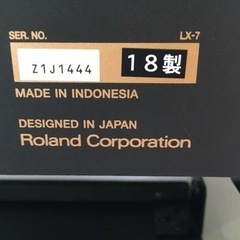 SER. NO. LX-7
Z1J1444 18製
MADE IN INDONESIA
DESIGNED IN JAPAN
Roland Corporation